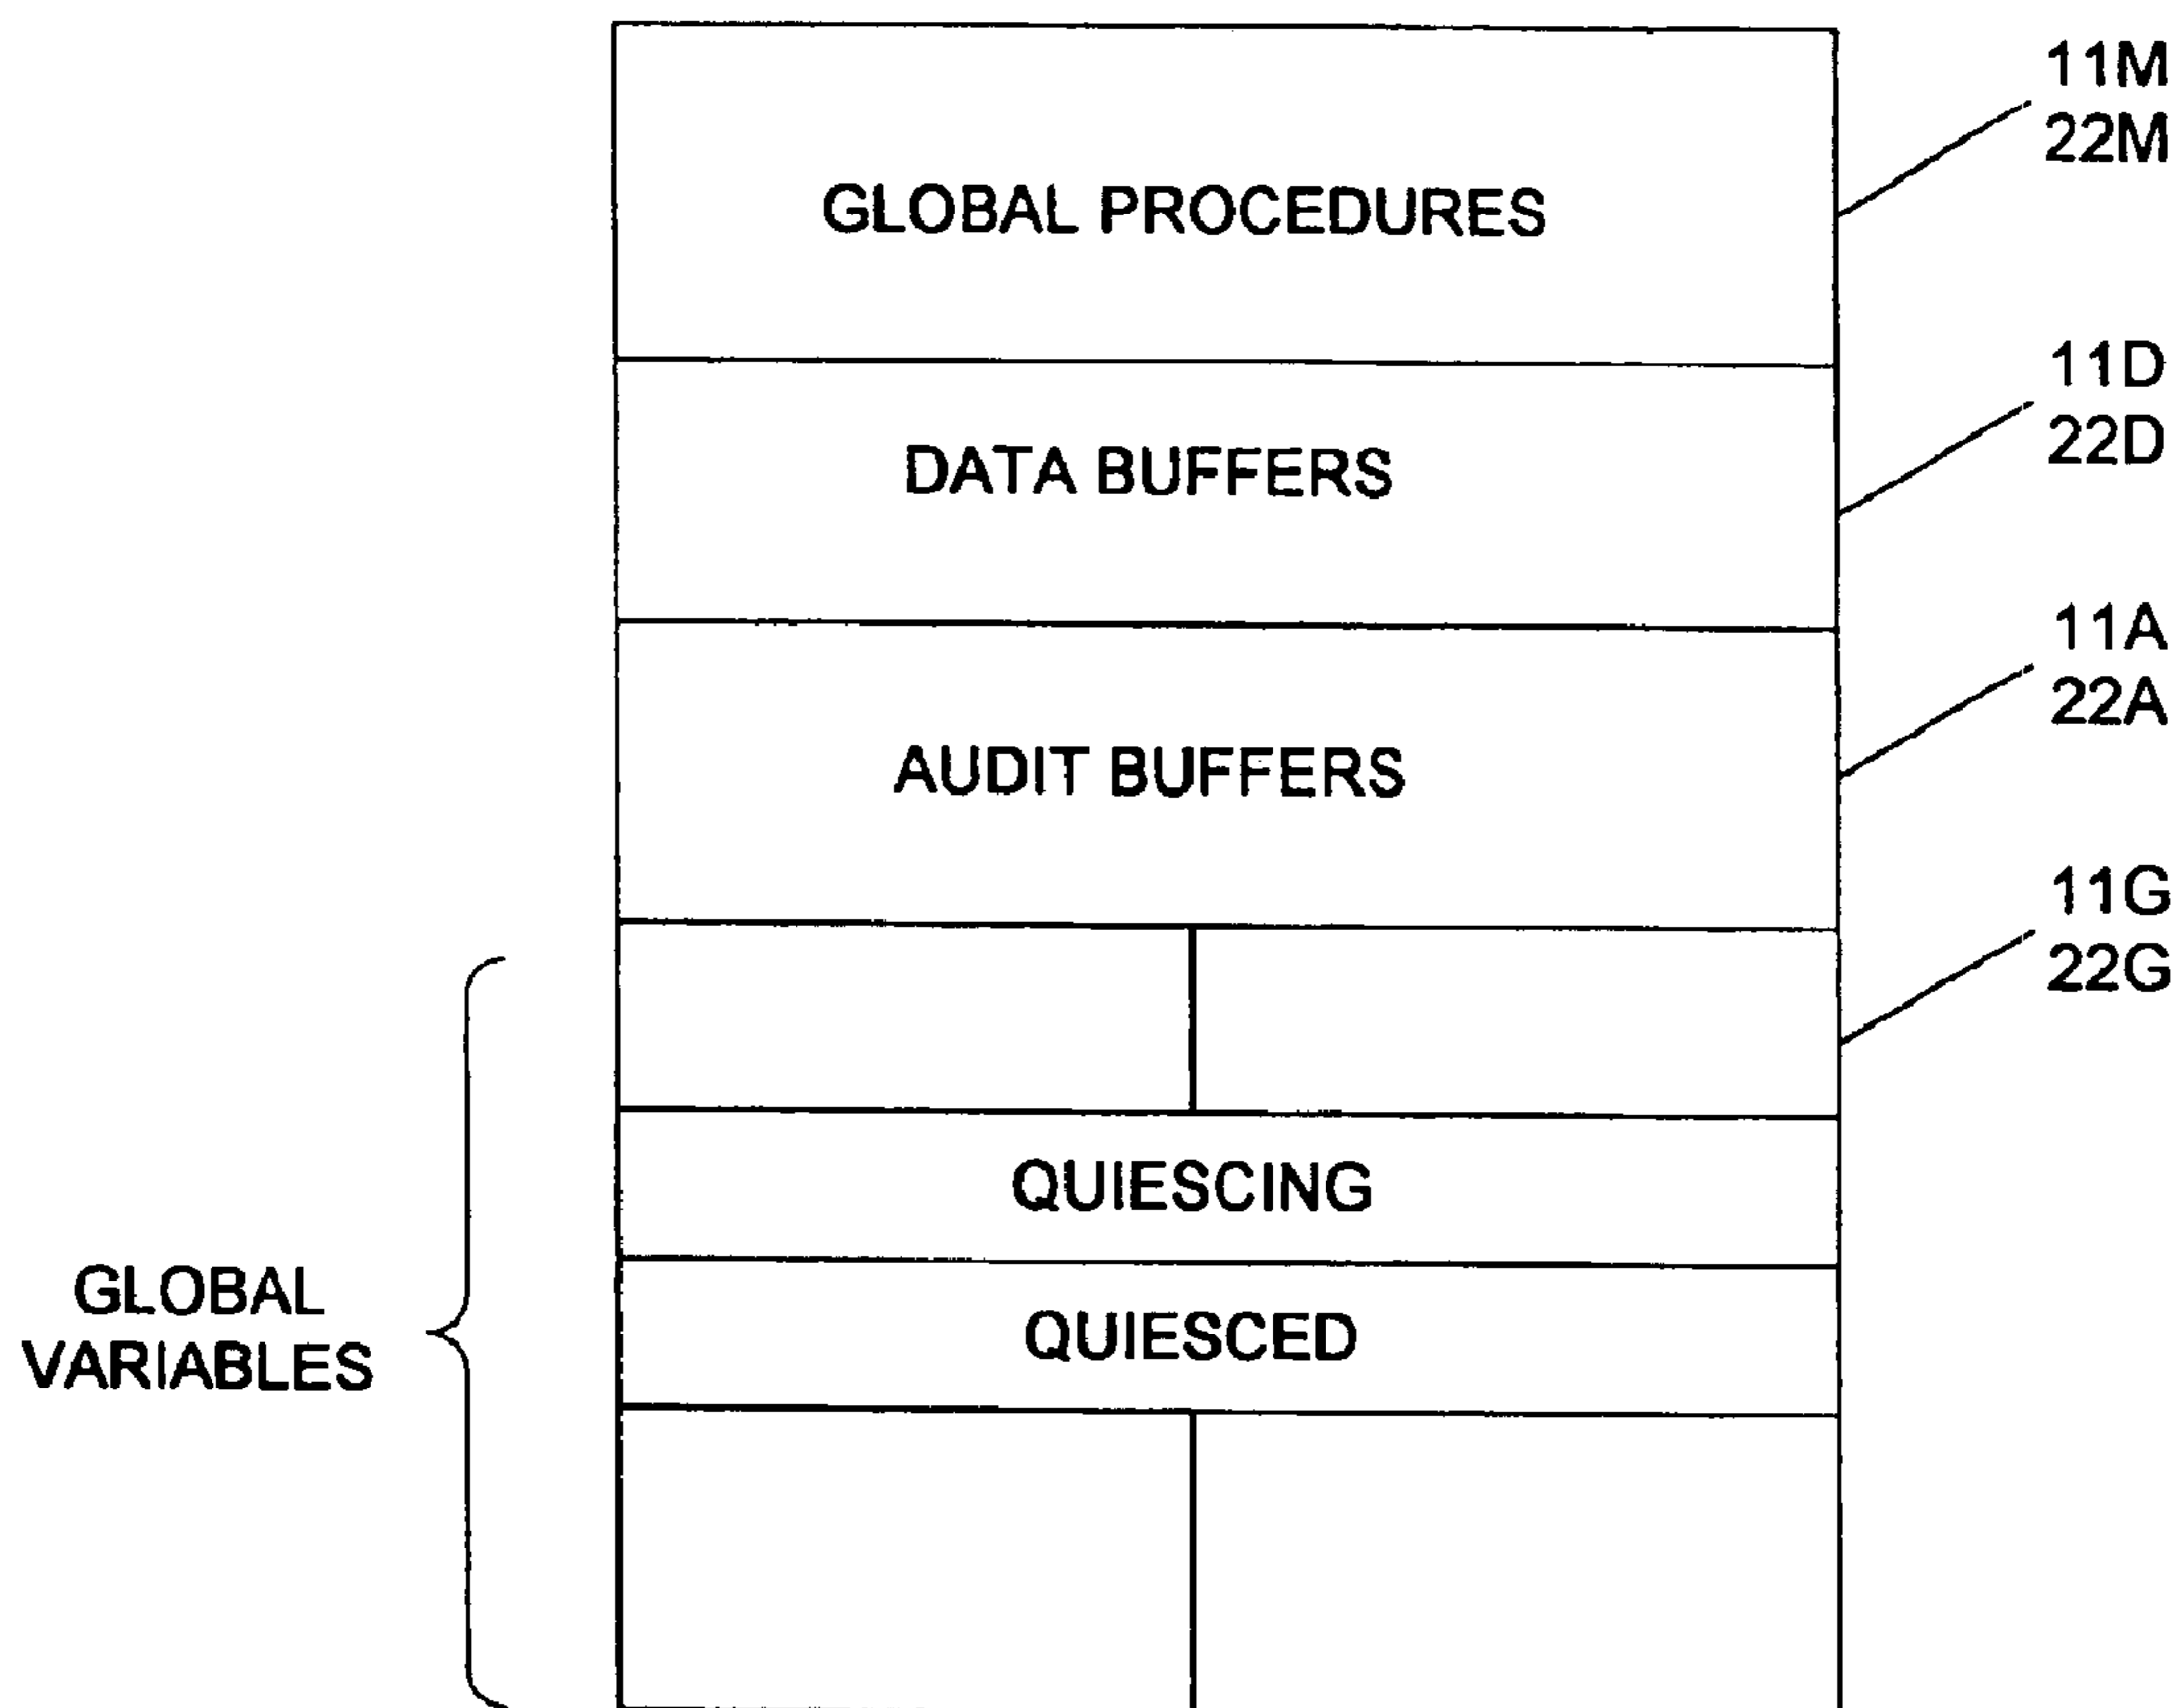 11M
22M
GLOBAL PROCEDURES
11D
22D
DATA BUFFERS
11A
22A
AUDIT BUFFERS
11G
22G
QUIESCING
QUIESCED
GLOBAL
VARIABLES